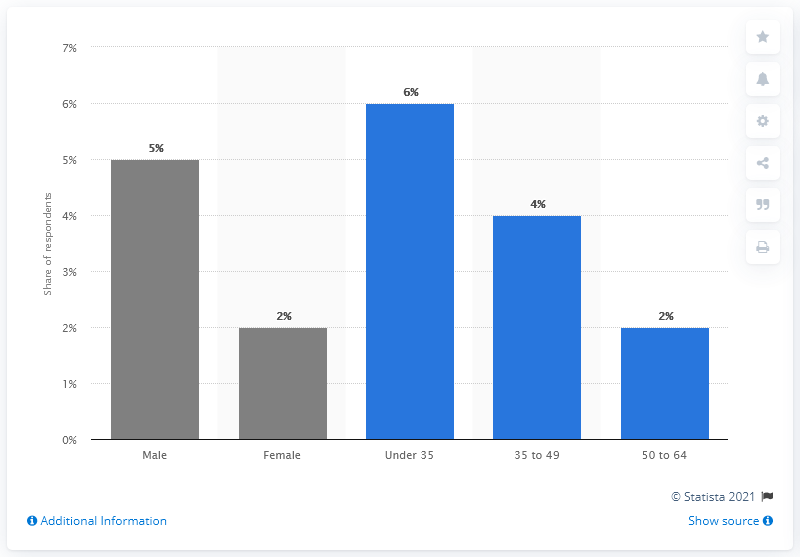 7%
6%
5%
4%
3%
2%
1%
0%
Share of respondents
5%
2%
6%
4%
2%
Male
Female
Under 35
35 to 49
50 to 64
© Statista 2021
Additional Information
Show source